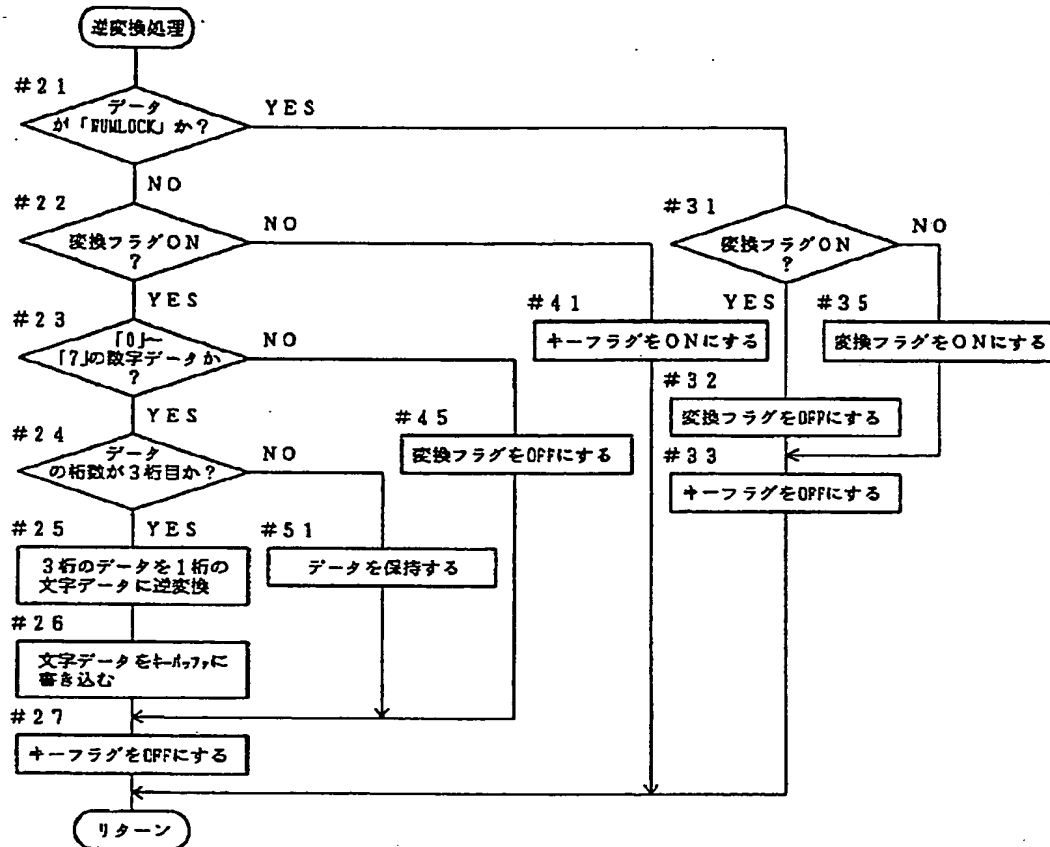 逆変換処理
#21
データ
が「NUMLOCK」か?
YES
NO
#22
変換フラグON
?
NO
YES
#23
「0」~
「7」の数字データか
?
NO
YES
#24
データ
の桁数が3桁目か?
NO
YES
#25
3桁のデータを1桁の
文字データに逆変換
#26
文字データをキーバッファに
書き込む
#27
キーフラグをOFFにする
リターン
#51
データを保持する
#45
変換フラグをOFFにする
#41
キーフラグをONにする
#31
変換フラグON
?
NO
YES
#35
変換フラグをONにする
#32
変換フラグをOFFにする
#33
キーフラグをOFFにする